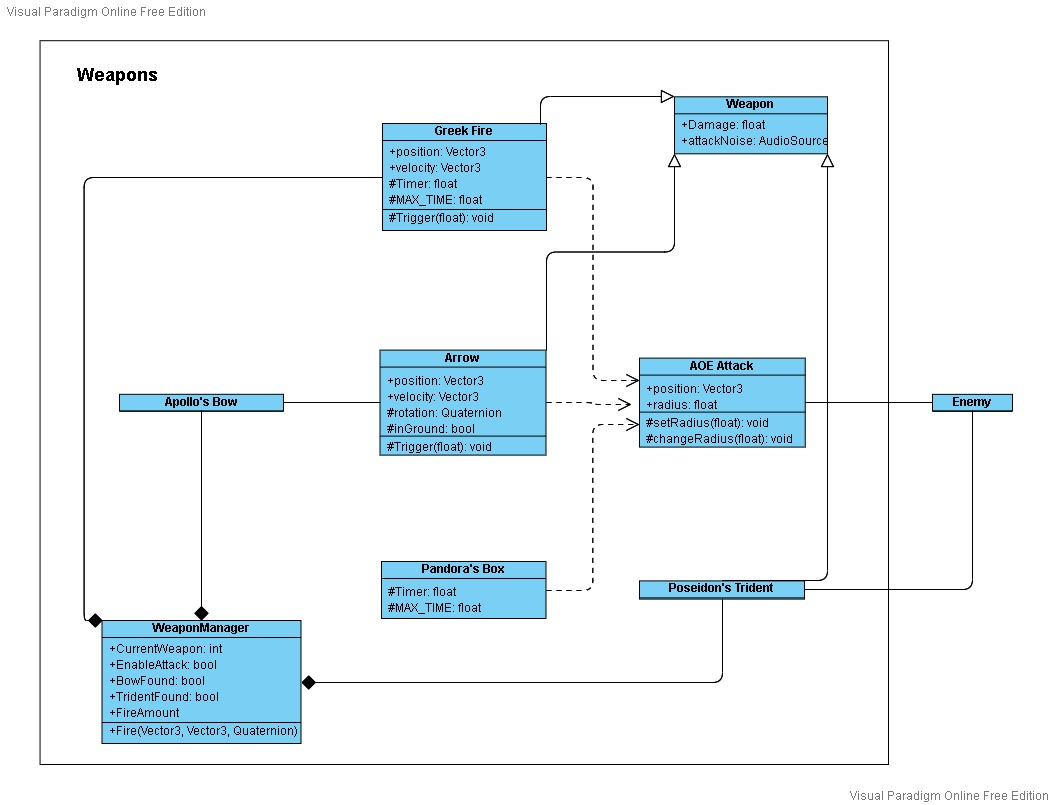 Visual Paradigm Online Free Edition
Weapons
Weapon
+Damage: float
+attackNoise: AudioSource
Greek Fire
+position: Vector3
+velocity: Vector3
#Timer: float
#MAX_TIME: float
#Trigger(float): void
Arrow
+position: Vector3
+velocity: Vector3
#rotation: Quaternion
#inGround: bool
#Trigger(float): void
AOE Attack
+position: Vector3
+radius: float
#setRadius(float): void
#changeRadius(float): void
Apollo's Bow
Enemy
Pandora's Box
#Timer: float
#MAX_TIME: float
Poseidon's Trident
WeaponManager
+CurrentWeapon: int
+EnableAttack: bool
+BowFound: bool
+TridentFound: bool
+FireAmount
+Fire(Vector3, Vector3, Quaternion)
Visual Paradigm Online Free Edition